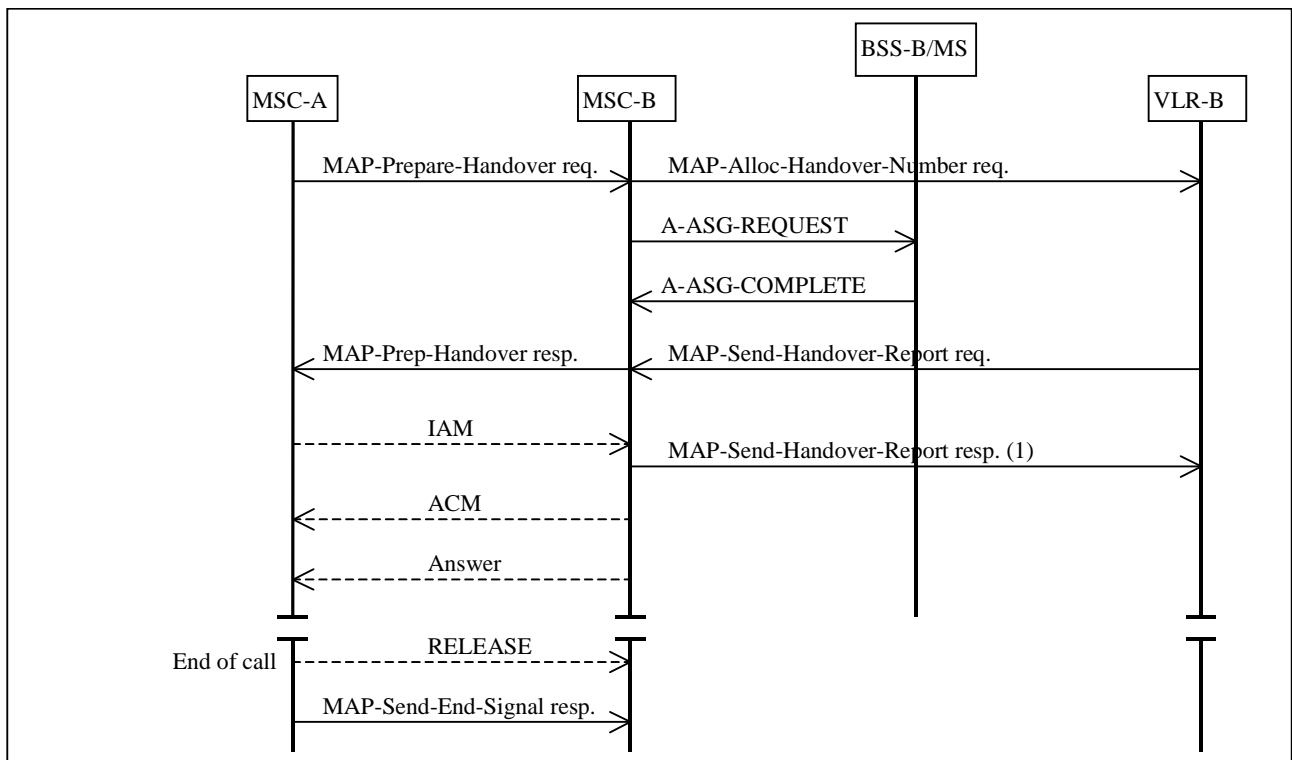 BSS-B/MS
MSC-A
MSC-B
VLR-B
MAP-Prepare-Handover req.
MAP-Alloc-Handover-Number req.
A-ASG-REQUEST
A-ASG-COMPLETE
MAP-Prep-Handover resp.
MAP-Send-Handover-Report req.
IAM
MAP-Send-Handover-Report resp. (1)
ACM
Answer
RELEASE
End of call
MAP-Send-End-Signal resp.